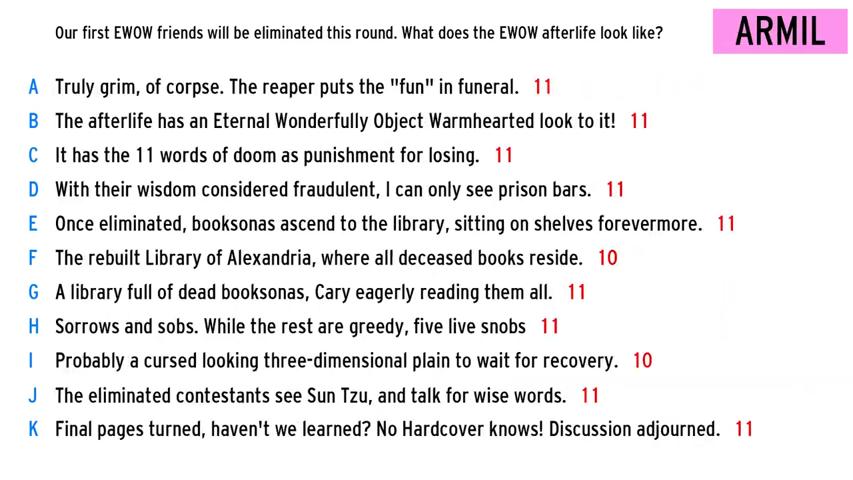 Our first EWOW friends will be eliminated this round. What does the EWOW afterlife look like?
ARMIL
A Truly grim, of corpse. The reaper puts the "fun" in funeral. 11
B The afterlife has an Eternal Wonderfully Object Warmhearted look to it! 11
C It has the 11 words of doom as punishment for losing. 11
D With their wisdom considered fraudulent, I can only see prison bars. 11
E Once eliminated, booksonas ascend to the library, sitting on shelves forevermore. 11
F The rebuilt Library of Alexandria, where all deceased books reside. 10
G A library full of dead booksonas, Cary eagerly reading them all. 11
H Sorrows and sobs. While the rest are greedy, five live snobs 11
I Probably a cursed looking three-dimensional plain to wait for recovery. 10
J The eliminated contestants see Sun Tzu, and talk for wise words. 11
K Final pages turned, haven't we learned? No Hardcover knows! Discussion adjourned. 11